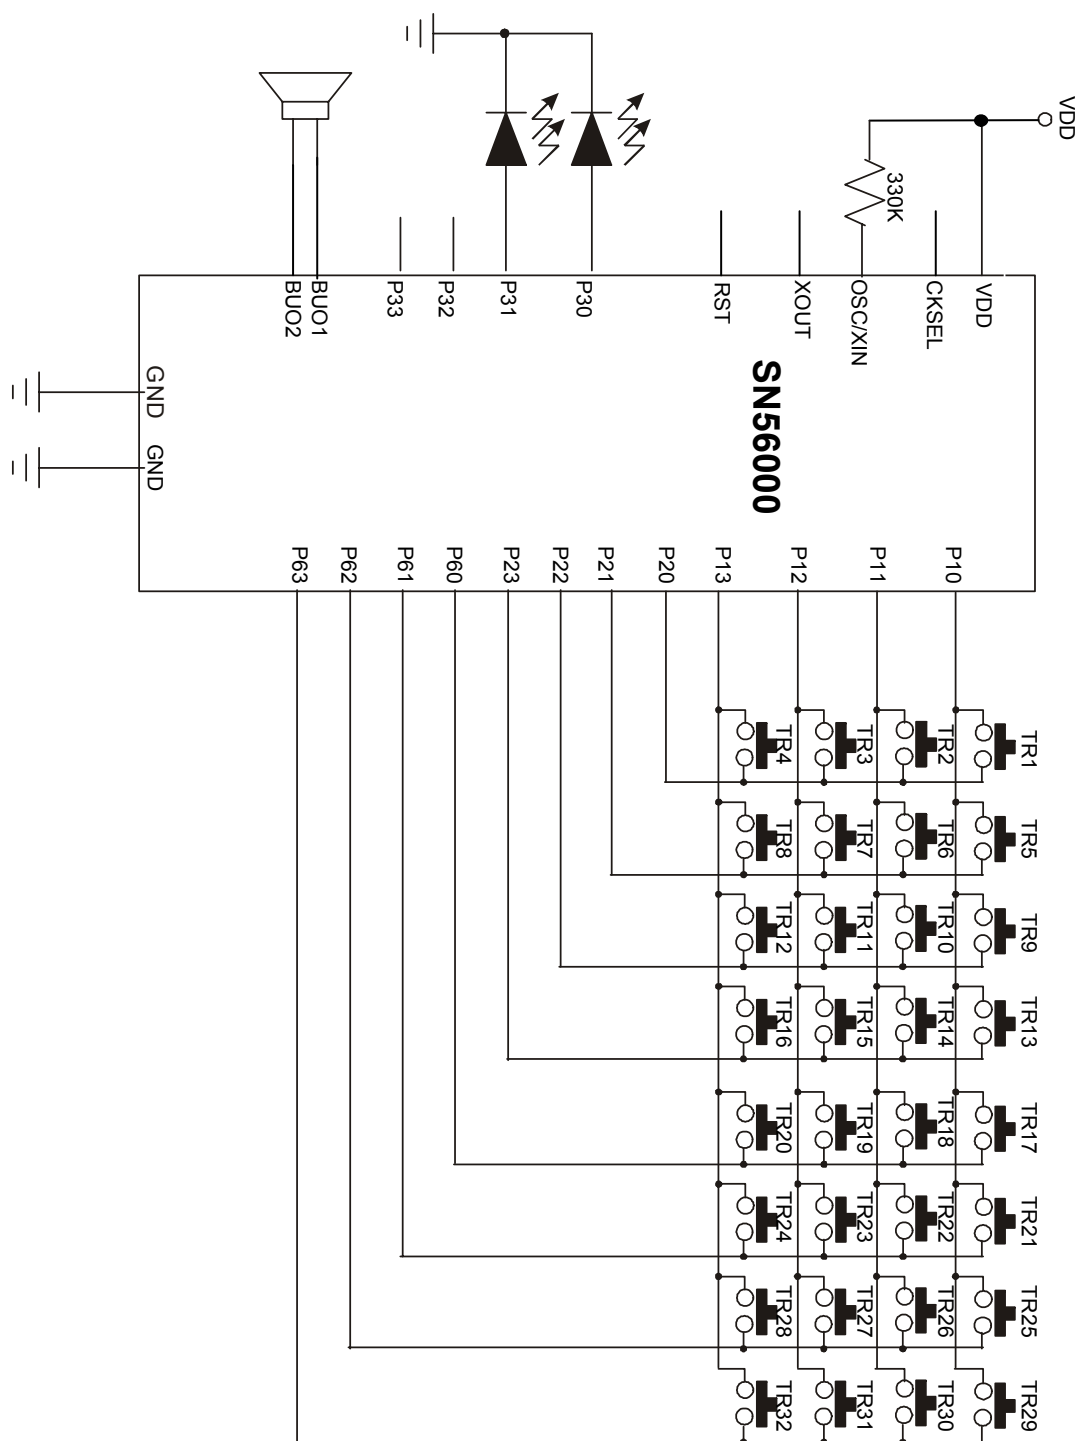 VDD
330K
BUO2
BUO1
P33
P32
P31
P30
RST
XOUT
OSC/XIN
CKSEL
VDD
SN56000
GND
GND
P63
P62
P61
P60
P23
P22
P21
P20
P13
P12
P11
P10
TR4
TR3
TR2
TR1
TR8
TR7
TR6
TR5
TR12
TR11
TR10
TR9
TR16
TR15
TR14
TR13
TR20
TR19
TR18
TR17
TR24
TR23
TR22
TR21
TR28
TR27
TR26
TR25
TR32
TR31
TR30
TR29